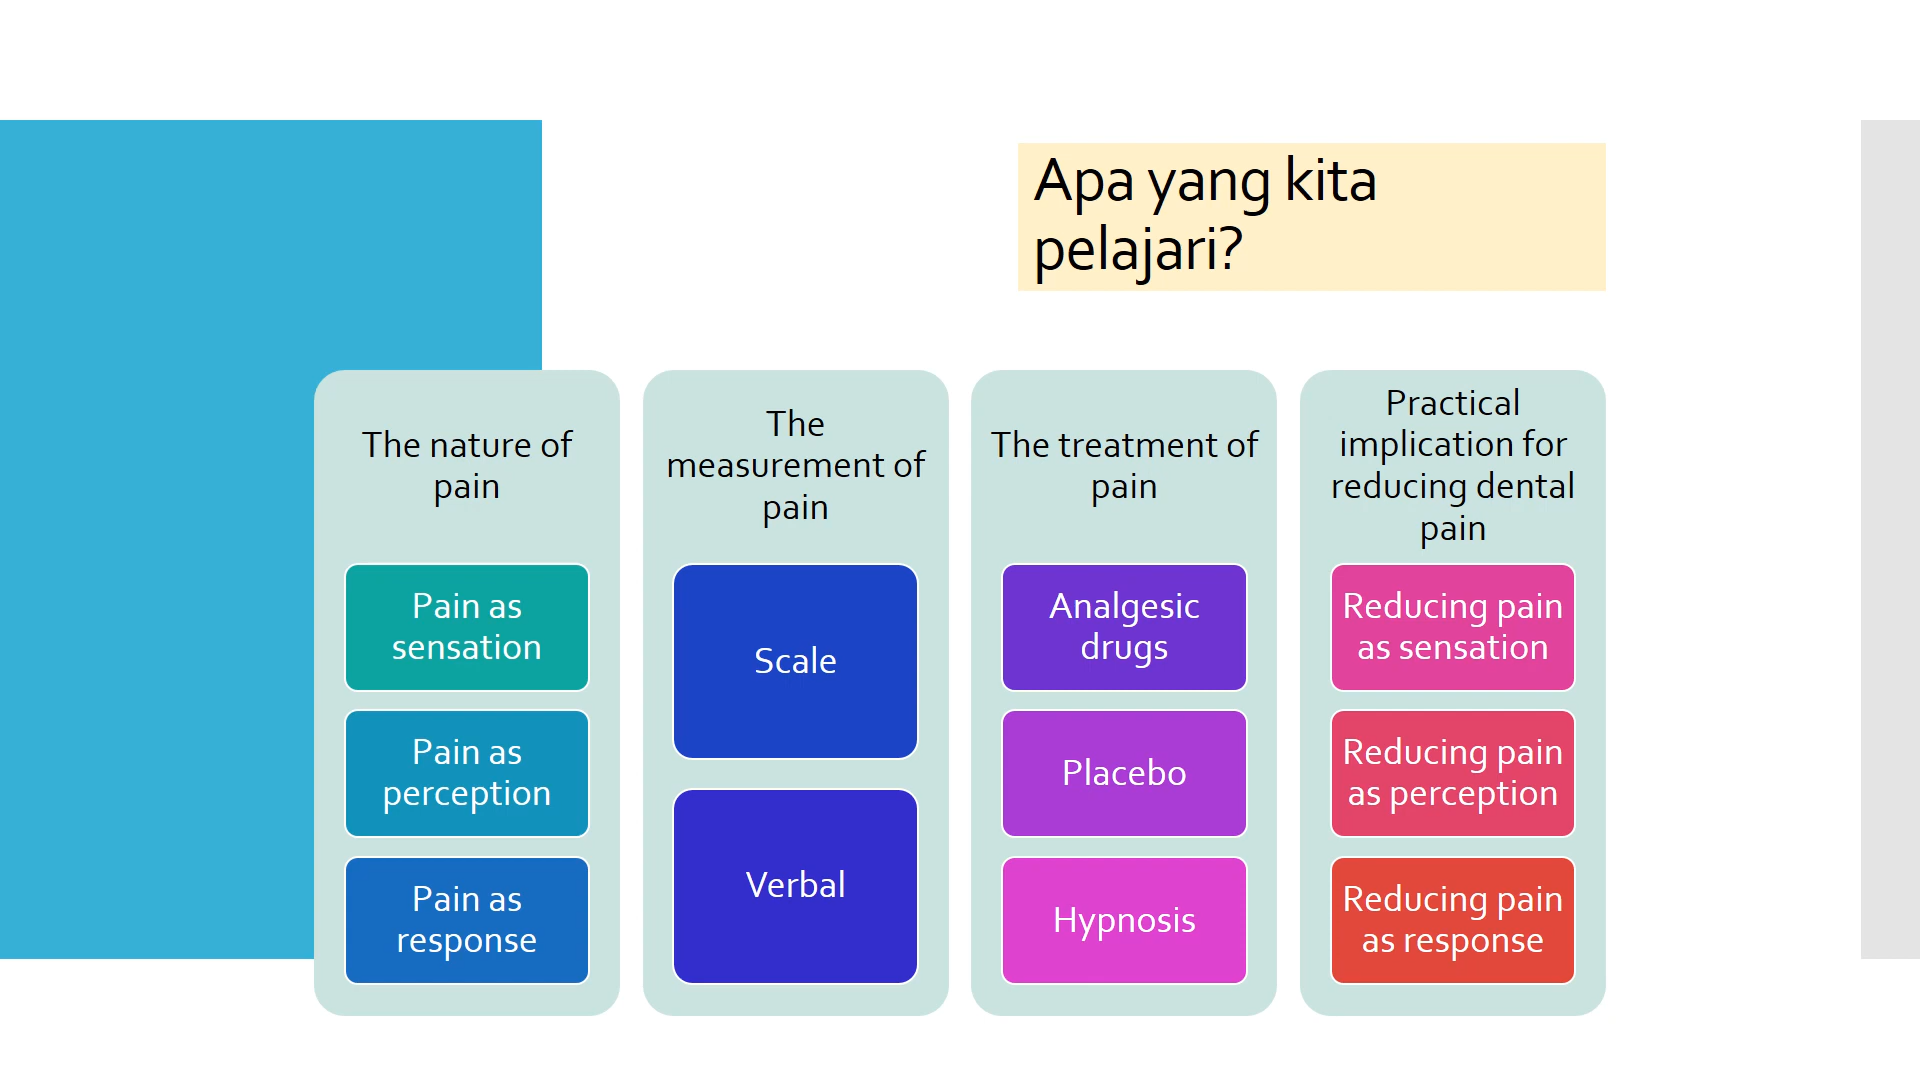 Apa yang kita
pelajari?
The nature of
pain
Pain as
sensation
Pain as
perception
Pain as
response
The
measurement of
pain
Scale
Verbal
The treatment of
pain
Analgesic
drugs
Placebo
Hypnosis
Practical
implication for
reducing dental
pain
Reducing pain
as sensation
Reducing pain
as perception
Reducing pain
as response